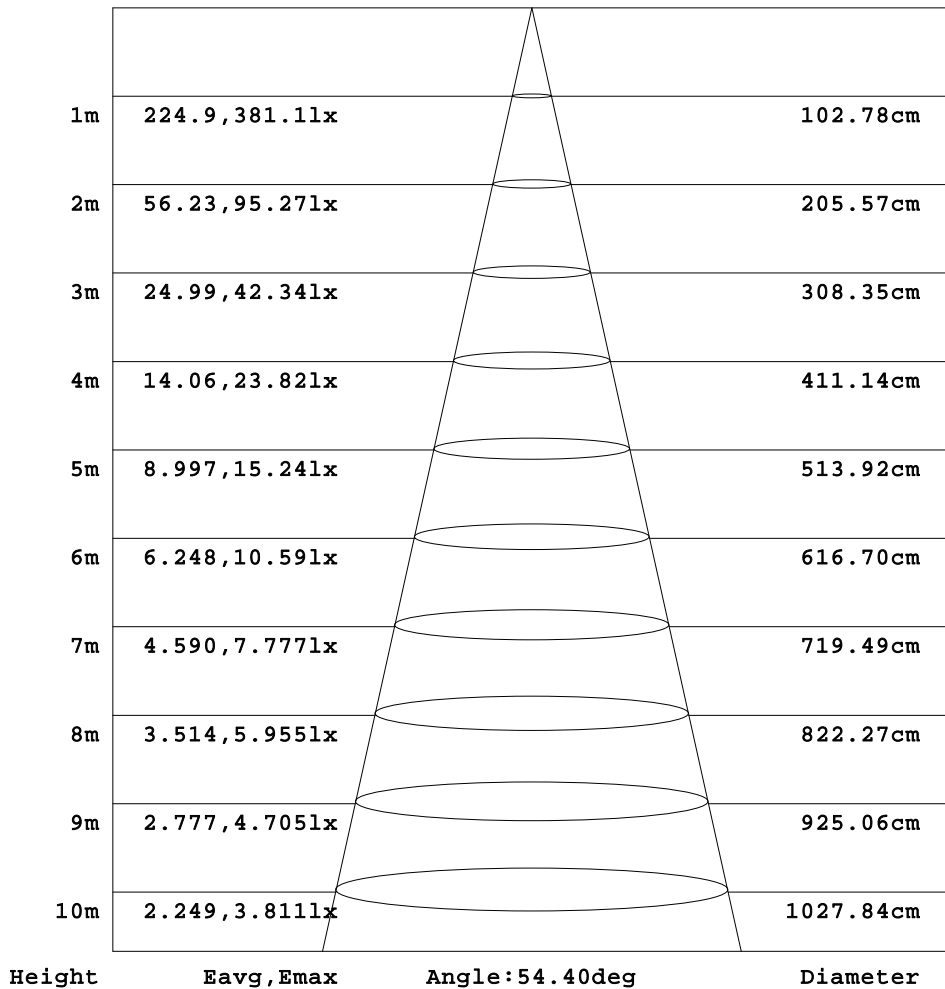 1m 224.9,381.1lx 102.78cm
2m 56.23,95.27lx 205.57cm
3m 24.99,42.34lx 308.35cm
4m 14.06,23.82lx 411.14cm
5m 8.997,15.24lx 513.92cm
6m 6.248,10.59lx 616.70cm
7m 4.590,7.777lx 719.49cm
8m 3.514,5.955lx 822.27cm
9m 2.777,4.705lx 925.06cm
10m 2.249,3.811lx 1027.84cm
Height Eavg,Emax Angle:54.40deg Diameter